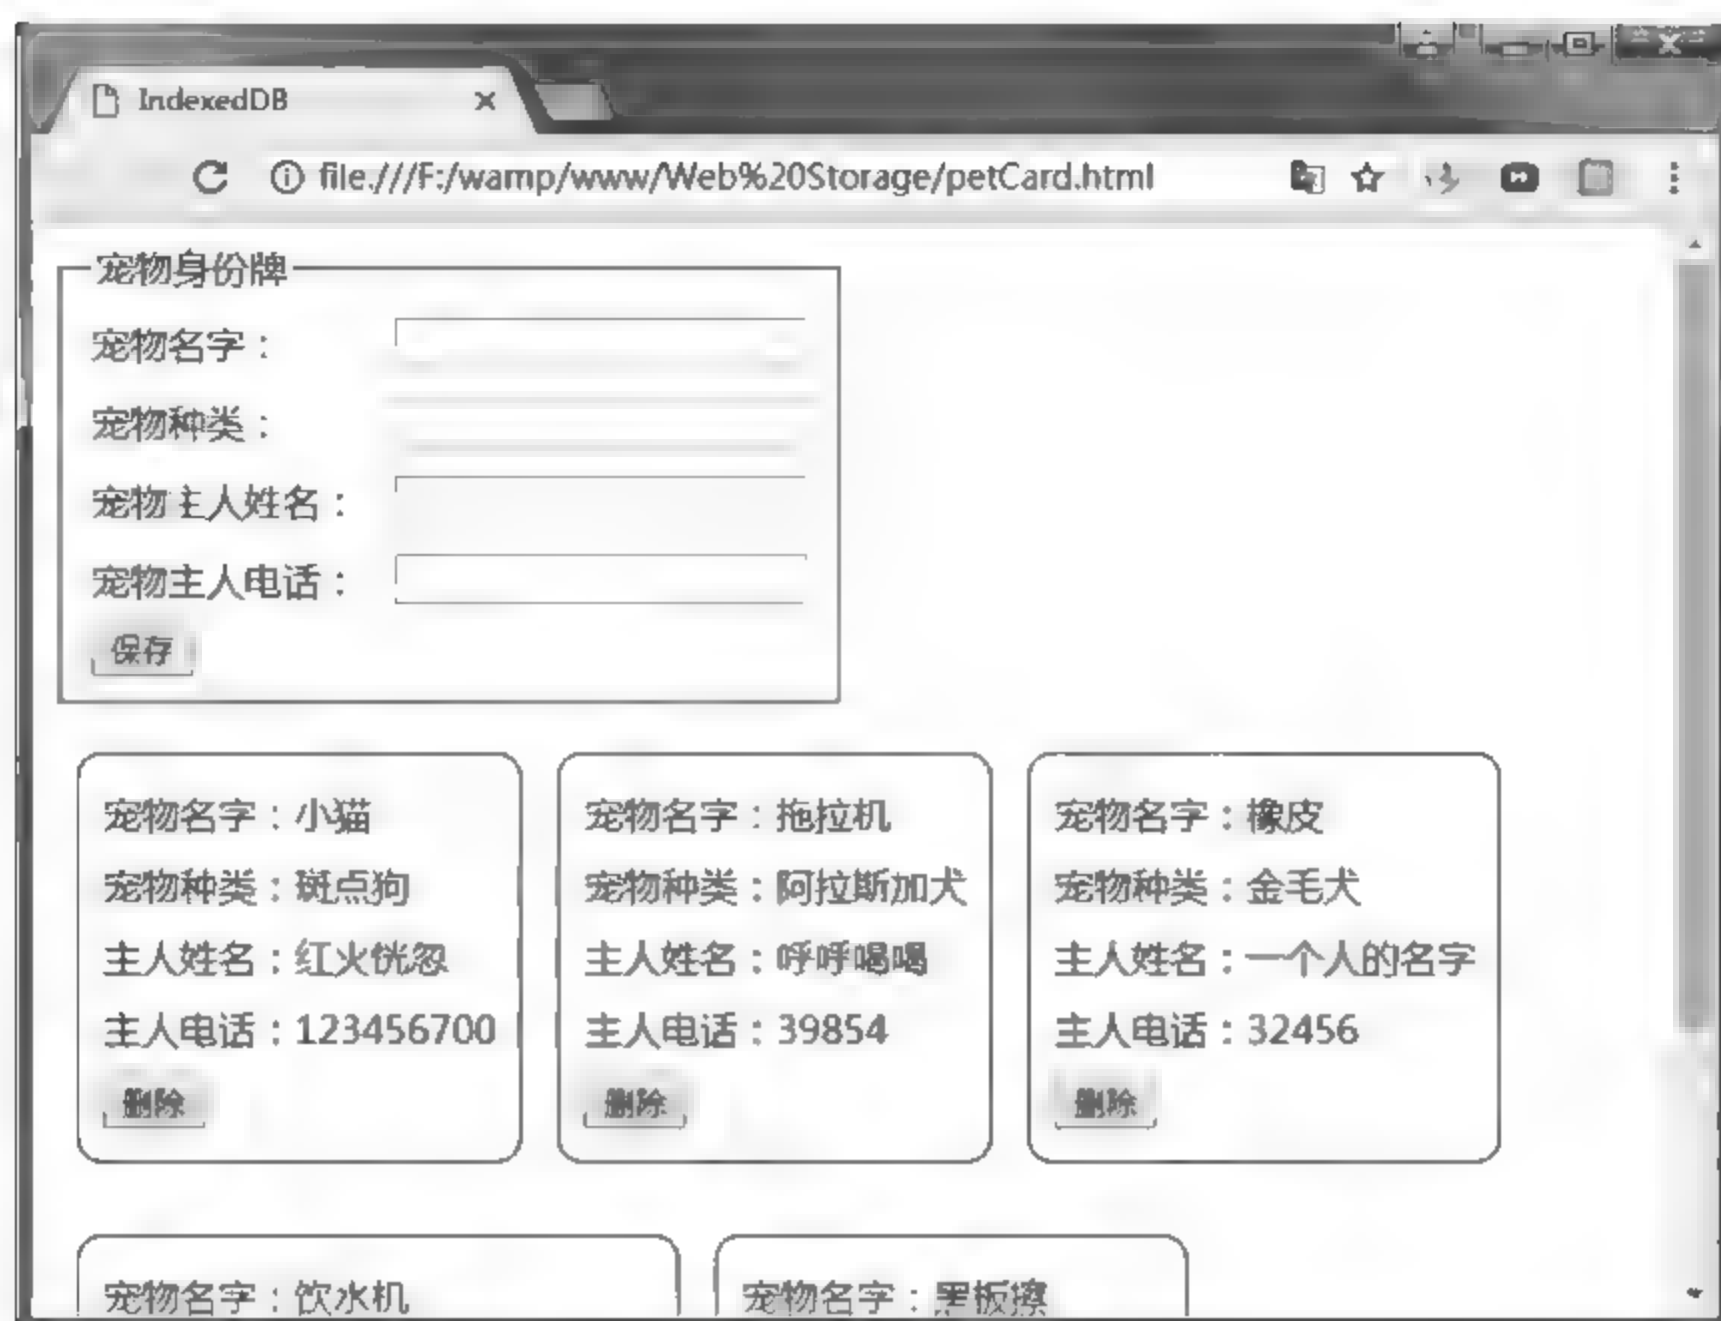 IndexedDB
file:///F:/wamp/www/Web%20Storage/petCard.html
宠物身份牌
宠物名字：
宠物种类：
宠物主人姓名：
宠物主人电话：
保存
宠物名字：小猫 宠物名字：拖拉机 宠物名字：橡皮
宠物种类：斑点狗 宠物种类：阿拉斯加犬 宠物种类：金毛犬
主人姓名：红火恍忽 主人姓名：呼呼喝喝 主人姓名：一个人的名字
主人电话：123456700 主人电话：39854 主人电话：32456
删除 删除 删除
宠物名字：饮水机 宠物名字：黑板擦